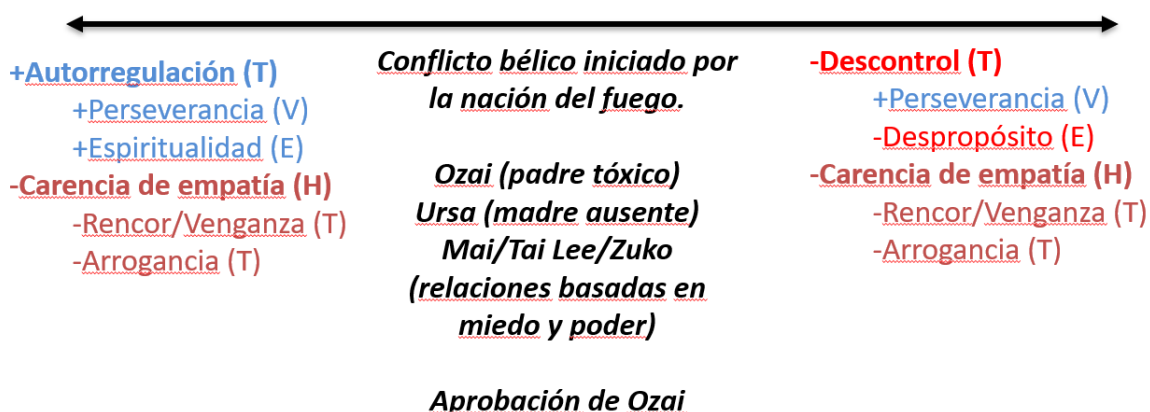 +Autorregulación (T)
+Perseverancia (V)
+Espiritualidad (E)
-Carencia de empatía (H)
-Rencor/Venganza (T)
-Arrogancia (T)
Conflicto bélico iniciado por
la nación del fuego.
Ozai (padre tóxico)
Ursa (madre ausente)
Mai/Tai Lee/Zuko
(relaciones basadas en
miedo y poder)
Aprobación de Ozai
-Descontrol (T)
+Perseverancia (V)
-Despropósito (E)
-Carencia de empatía (H)
-Rencor/Venganza (T)
-Arrogancia (T)